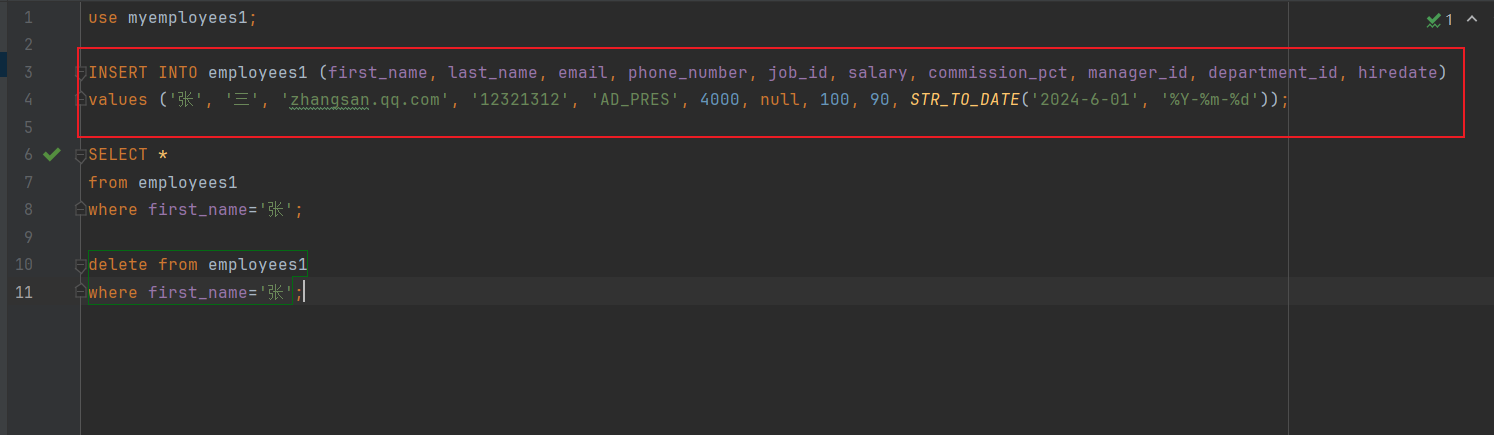 1 use myemployees1; 1
2
3 INSERT INTO employees1 (first_name, last_name, email, phone_number, job_id, salary, commission_pct, manager_id, department_id, hiredate)
4 values ('张', '三', 'zhangsan.qq.com', '12321312', 'AD_PRES', 4000, null, 100, 90, STR_TO_DATE('2024-6-01', '%Y-%m-%d'));
5
6 SELECT *
7 from employees1
8 where first_name='张';
9
10 delete from employees1
11 where first_name='张';